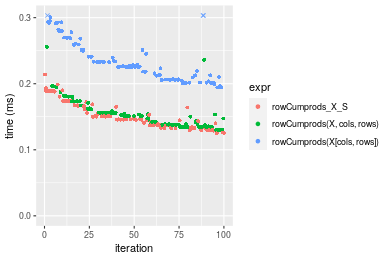 0.3
0.2
0.1
0.0
time (ms)
0
25
50
75
100
iteration
expr
rowCumprods_X_S
rowCumprods(X, cols, rows)
rowCumprods(X[cols, rows])